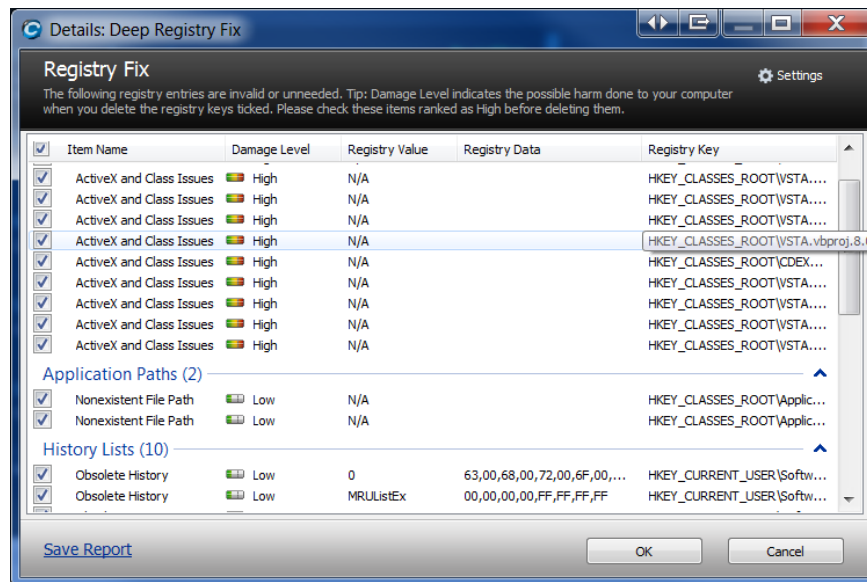 Details: Deep Registry Fix
Registry Fix
Settings
The following registry entries are invalid or unneeded. Tip: Damage Level indicates the possible harm done to your computer
when you delete the registry keys ticked. Please check these items ranked as High before deleting them.
Item Name Damage Level Registry Value Registry Data Registry Key
ActiveX and Class Issues High N/A HKEY_CLASSES_ROOT\VSTA....
ActiveX and Class Issues High N/A HKEY_CLASSES_ROOT\VSTA....
ActiveX and Class Issues High N/A HKEY_CLASSES_ROOT\VSTA....
ActiveX and Class Issues High N/A HKEY_CLASSES_ROOT\VSTA.vbproj.8.
ActiveX and Class Issues High N/A HKEY_CLASSES_ROOT\CDEX...
ActiveX and Class Issues High N/A HKEY_CLASSES_ROOT\VSTA....
ActiveX and Class Issues High N/A HKEY_CLASSES_ROOT\VSTA....
ActiveX and Class Issues High N/A HKEY_CLASSES_ROOT\VSTA....
ActiveX and Class Issues High N/A HKEY_CLASSES_ROOT\VSTA....
Application Paths (2)
Nonexistent File Path Low N/A HKEY_CLASSES_ROOT\Applic...
Nonexistent File Path Low N/A HKEY_CLASSES_ROOT\Applic...
History Lists (10)
Obsolete History Low 0 63,00,68,00,72,00,6F,00,... HKEY_CURRENT_USER\Softw...
Obsolete History Low MRUListEx 00,00,00,00,FF,FF,FF,FF HKEY_CURRENT_USER\Softw...
Save Report
OK
Cancel